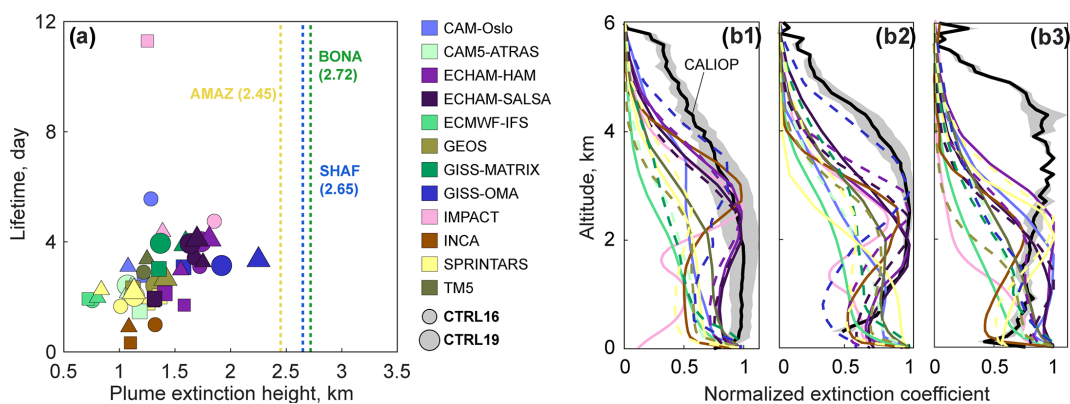 (a)
12
8
4
0
Lifetime, day
0.5 1 1.5 2 2.5 3 3.5
Plume extinction height, km
AMAZ (2.45)
BONA
(2.72)
SHAF
(2.65)
CAM-Oslo
CAM5-ATRAS
ECHAM-HAM
ECHAM-SALSA
ECMWF-IFS
GEOS
GISS-MATRIX
GISS-OMA
IMPACT
INCA
SPRINTARS
TM5
CTRL16
CTRL19
6
4
2
0
Altitude, km
(b1)
CALIOP
(b2)
(b3)
0 0.5 1
0 0.5 1
0 0.5 1
Normalized extinction coefficient